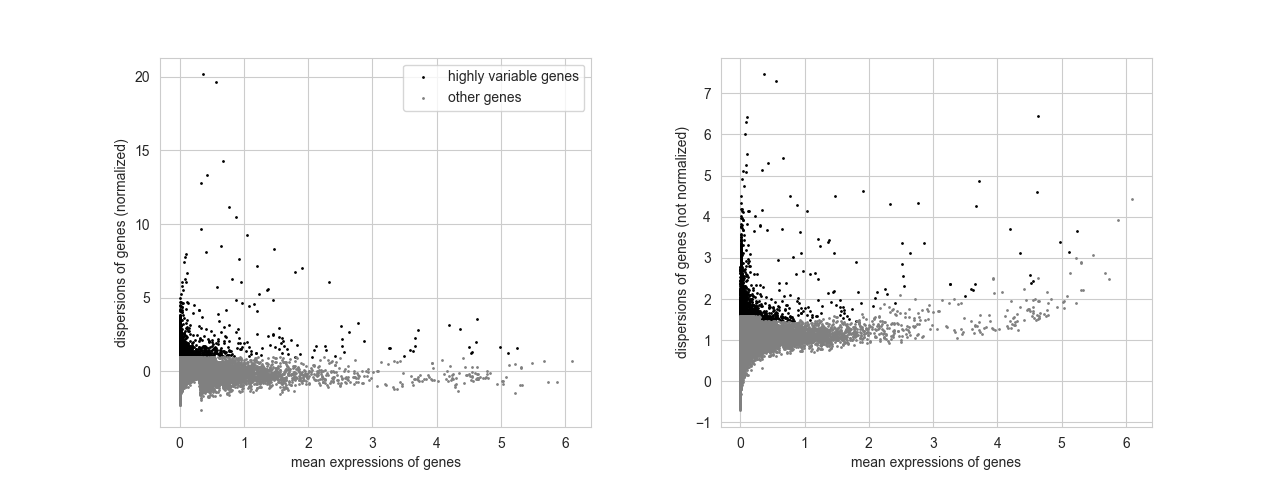 20
15
10
5
0
dispersions of genes (normalized)
highly variable genes
other genes
0 1 2 3 4 5 6
mean expressions of genes
7
6
5
4
3
2
1
0
−1
dispersions of genes (not normalized)
0 1 2 3 4 5 6
mean expressions of genes